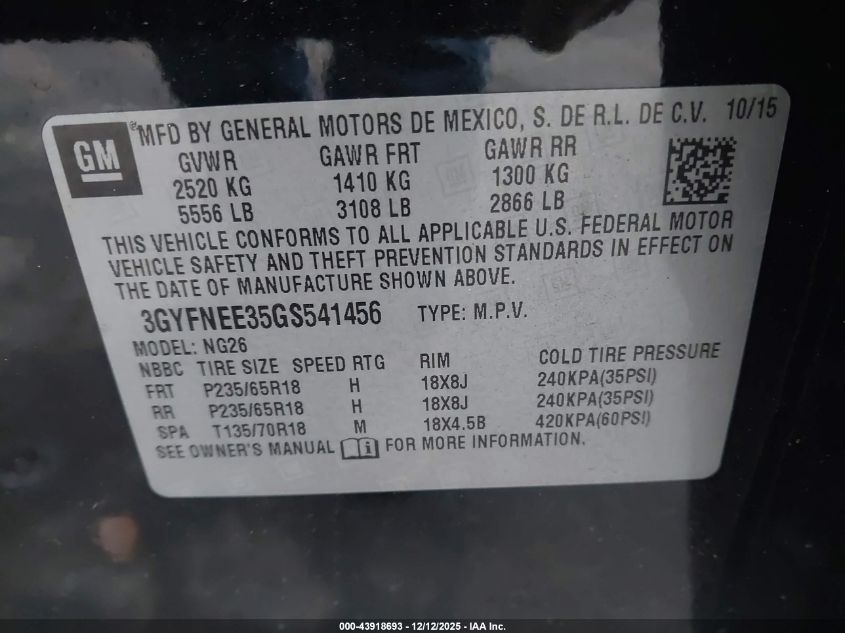 GM
® MFD BY GENERAL MOTORS DE MEXICO, S. DE R.L. DE C.V. 10/15
GVWR GAWR FRT GAWR RR
2520 KG 1410 KG 1300 KG
5556 LB 3108 LB 2866 LB
THIS VEHICLE CONFORMS TO ALL APPLICABLE U.S. FEDERAL MOTOR
VEHICLE SAFETY AND THEFT PREVENTION STANDARDS IN EFFECT ON
THE DATE OF MANUFACTURE SHOWN ABOVE.
3GYFNEE35GS541456 TYPE: M.P.V.
MODEL: NG26
NBBC TIRE SIZE SPEED RTG RIM COLD TIRE PRESSURE
FRT P235/65R18 H 18X8J 240KPA(35PSI)
RR P235/65R18 H 18X8J 240KPA(35PSI)
SPA T135/70R18 M 18X4.5B 420KPA(60PSI)
SEE OWNER'S MANUAL i FOR MORE INFORMATION.
000-43918693 - 12/12/2025 - IAA Inc.